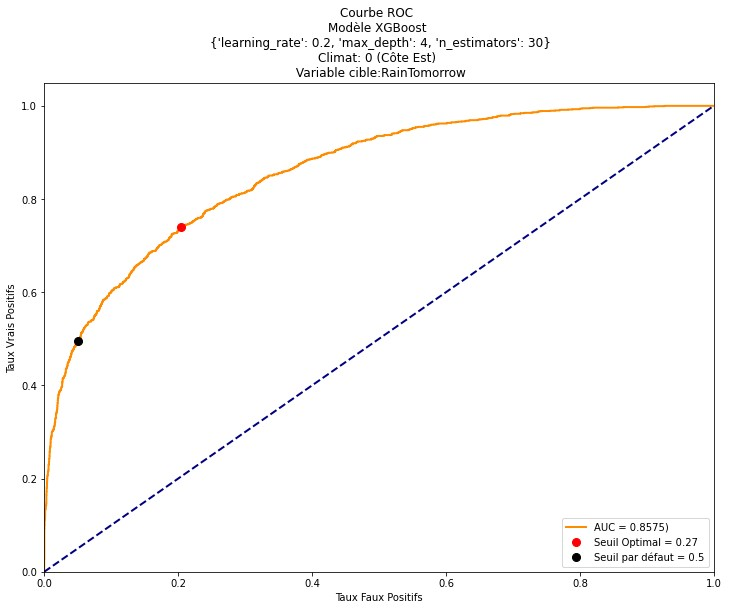 Courbe ROC
Modèle XGBoost
{'learning_rate': 0.2, 'max_depth': 4, 'n_estimators': 30}
Climat: 0 (Côte Est)
Variable cible:RainTomorrow
1.0
0.8
0.6
0.4
0.2
0.0
Taux Vrais Positifs
AUC = 0.8575)
Seuil Optimal = 0.27
Seuil par défaut = 0.5
0.0 0.2 0.4 0.6 0.8 1.0
Taux Faux Positifs